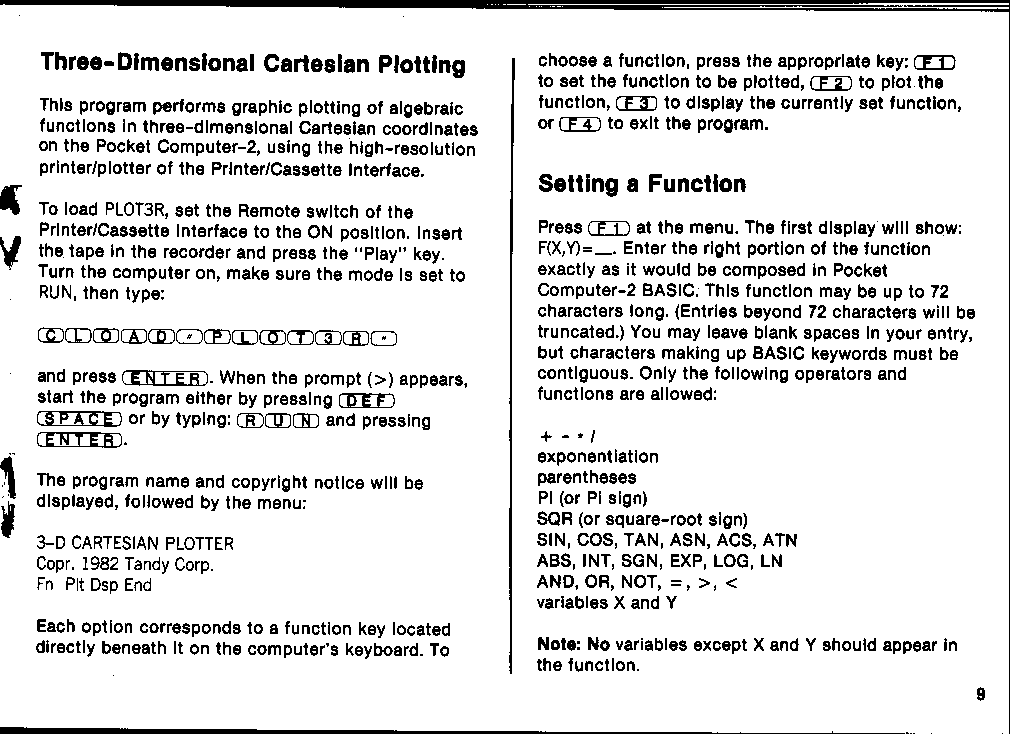 Three-Dimensional Cartesian Plotting
This program performs graphic plotting of algebraic
functions in three-dimensional Cartesian coordinates
on the Pocket Computer-2, using the high-resolution
printer/plotter of the Printer/Cassette Interface.
To load PLOT3R, set the Remote switch of the
Printer/Cassette Interface to the ON position. Insert
the tape in the recorder and press the "Play" key.
Turn the computer on, make sure the mode is set to
RUN, then type:
C L O A D " P L O T 3 R "
and press ENTER. When the prompt (>) appears,
start the program either by pressing DEF
SPACE or by typing: R U N and pressing
ENTER.
The program name and copyright notice will be
displayed, followed by the menu:
3-D CARTESIAN PLOTTER
Copr. 1982 Tandy Corp.
Fn Plt Dsp End
Each option corresponds to a function key located
directly beneath it on the computer's keyboard. To
choose a function, press the appropriate key: F1
to set the function to be plotted, F2 to plot the
function, F3 to display the currently set function,
or F4 to exit the program.
Setting a Function
Press F1 at the menu. The first display will show:
F(X,Y)=_. Enter the right portion of the function
exactly as it would be composed in Pocket
Computer-2 BASIC. This function may be up to 72
characters long. (Entries beyond 72 characters will be
truncated.) You may leave blank spaces in your entry,
but characters making up BASIC keywords must be
contiguous. Only the following operators and
functions are allowed:
+ - * /
exponentiation
parentheses
PI (or Pi sign)
SQR (or square-root sign)
SIN, COS, TAN, ASN, ACS, ATN
ABS, INT, SGN, EXP, LOG, LN
AND, OR, NOT, =, >, <
variables X and Y
Note: No variables except X and Y should appear in
the function.
9